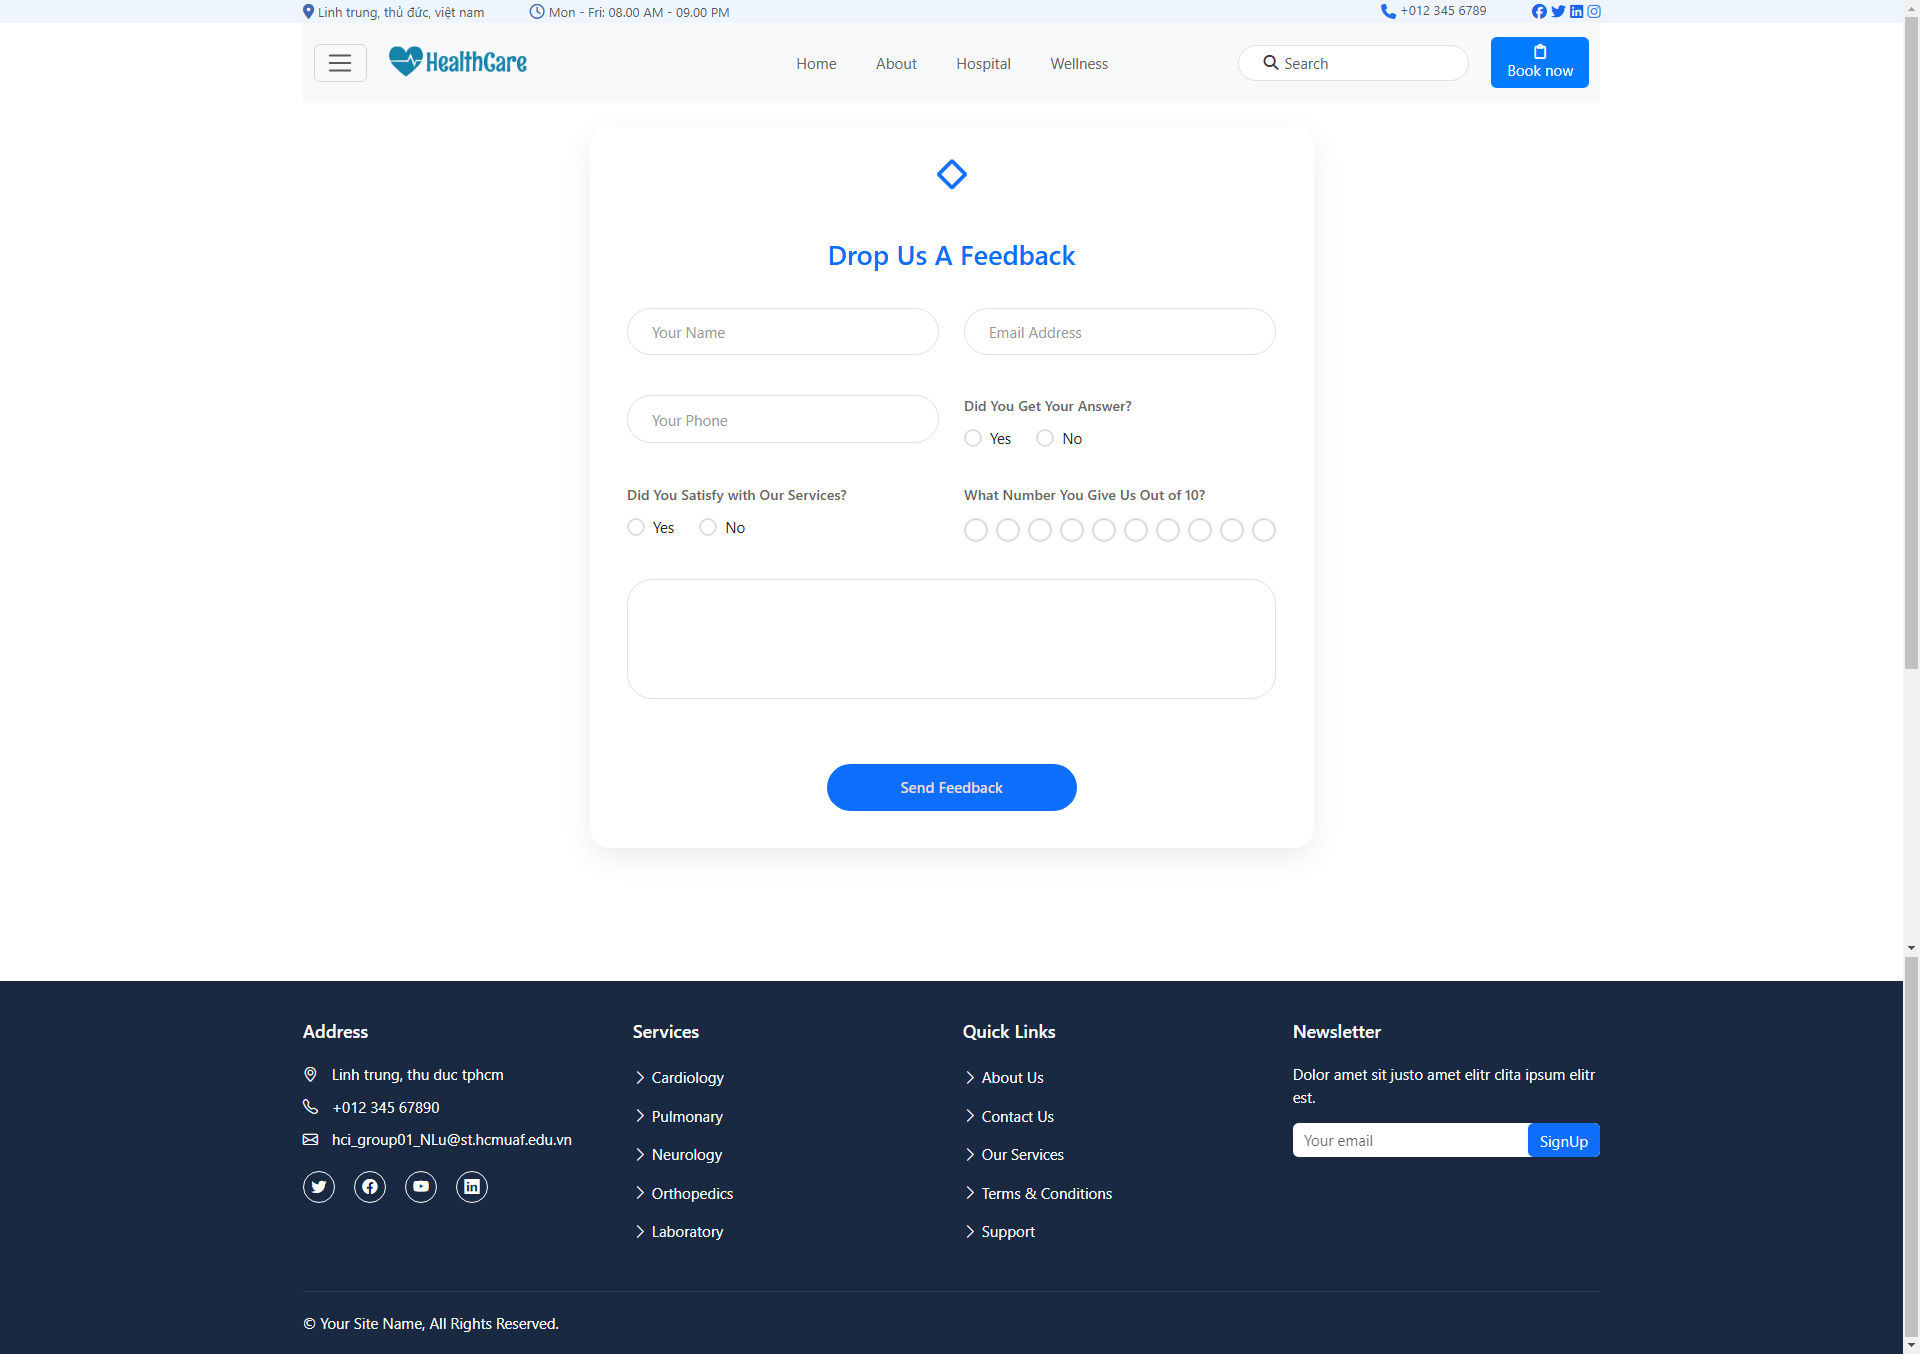 Linh trung, thủ đức, việt nam
Mon - Fri: 08.00 AM - 09.00 PM
+012 345 6789
HealthCare
Home
About
Hospital
Wellness
Search
Book now
Drop Us A Feedback
Your Name
Email Address
Your Phone
Did You Get Your Answer?
Yes
No
Did You Satisfy with Our Services?
Yes
No
What Number You Give Us Out of 10?
Send Feedback
Address
Linh trung, thu duc tphcm
+012 345 67890
hci_group01_NLu@st.hcmuaf.edu.vn
Services
Cardiology
Pulmonary
Neurology
Orthopedics
Laboratory
Quick Links
About Us
Contact Us
Our Services
Terms & Conditions
Support
Newsletter
Dolor amet sit justo amet elitr clita ipsum elitr
est.
Your email
SignUp
© Your Site Name, All Rights Reserved.